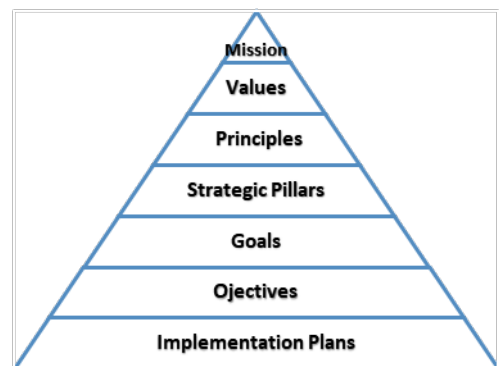 Mission
Values
Principles
Strategic Pillars
Goals
Ojectives
Implementation Plans